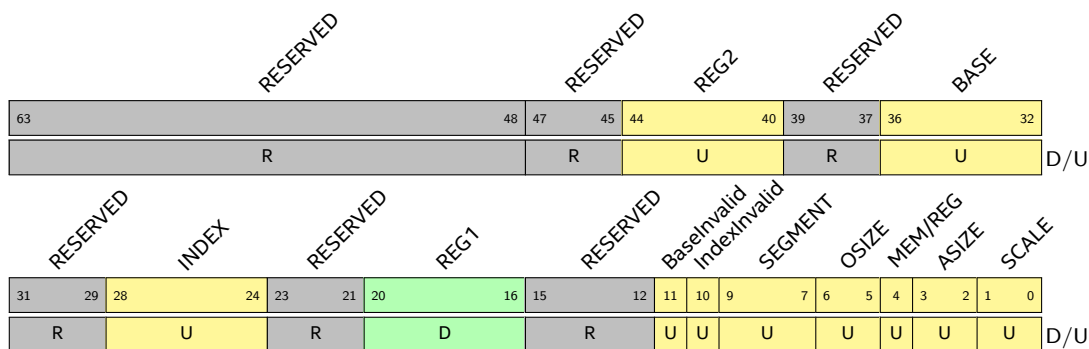 RESERVED RESERVED REG2 RESERVED BASE
63 48 47 45 44 40 39 37 36 32
R R U R U D/U
RESERVED INDEX RESERVED REG1 RESERVED BaseInvalid IndexInvalid SEGMENT OSIZE MEM/REG ASIZE SCALE
31 29 28 24 23 21 20 16 15 12 11 10 9 7 6 5 4 3 2 1 0
R U R D R U U U U U U U D/U